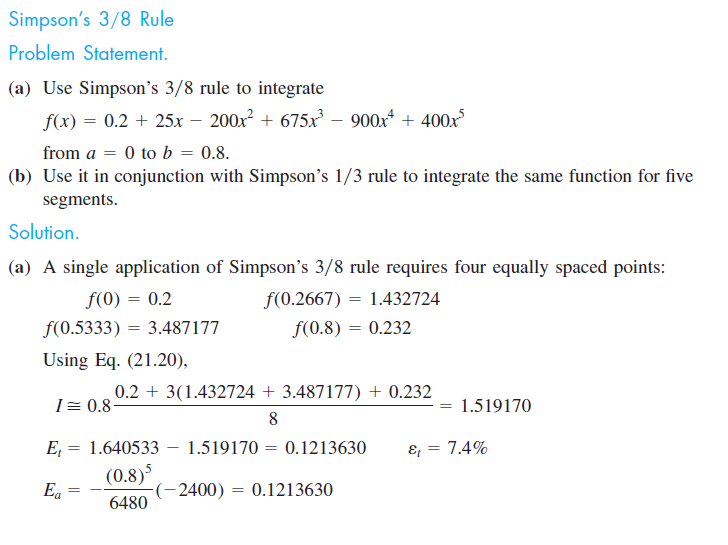 Simpson's 3/8 Rule
Problem Statement.
(a) Use Simpson's 3/8 rule to integrate
f(x) = 0.2 + 25x − 200x² + 675x³ − 900x⁴ + 400x⁵
from a = 0 to b = 0.8.
(b) Use it in conjunction with Simpson's 1/3 rule to integrate the same function for five
segments.
Solution.
(a) A single application of Simpson's 3/8 rule requires four equally spaced points:
f(0) = 0.2 f(0.2667) = 1.432724
f(0.5333) = 3.487177 f(0.8) = 0.232
Using Eq. (21.20),
I ≅ 0.8 (0.2 + 3(1.432724 + 3.487177) + 0.232)/8 = 1.519170
Eₜ = 1.640533 − 1.519170 = 0.1213630 εₜ = 7.4%
Eₐ = −(0.8)⁵/6480 (−2400) = 0.1213630